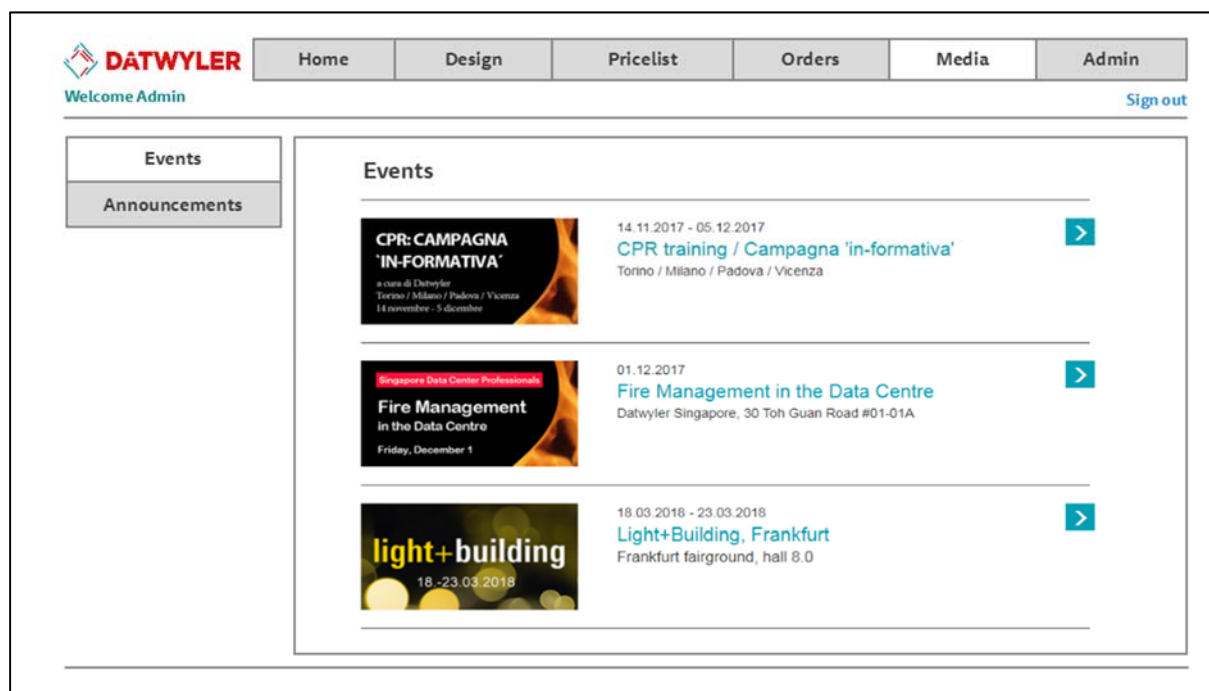 DATWYLER
Home Design Pricelist Orders Media Admin
Welcome Admin
Sign out
Events
Announcements
Events
CPR: CAMPAGNA
`IN-FORMATIVA´
a cura di Datwyler
Torino / Milano / Padova / Vicenza
14 novembre - 5 dicembre
14.11.2017 - 05.12.2017
CPR training / Campagna 'in-formativa'
Torino / Milano / Padova / Vicenza
Singapore Data Center Professionals
Fire Management
in the Data Centre
Friday, December 1
01.12.2017
Fire Management in the Data Centre
Datwyler Singapore, 30 Toh Guan Road #01-01A
light+building
18.-23.03.2018
18.03.2018 - 23.03.2018
Light+Building, Frankfurt
Frankfurt fairground, hall 8.0